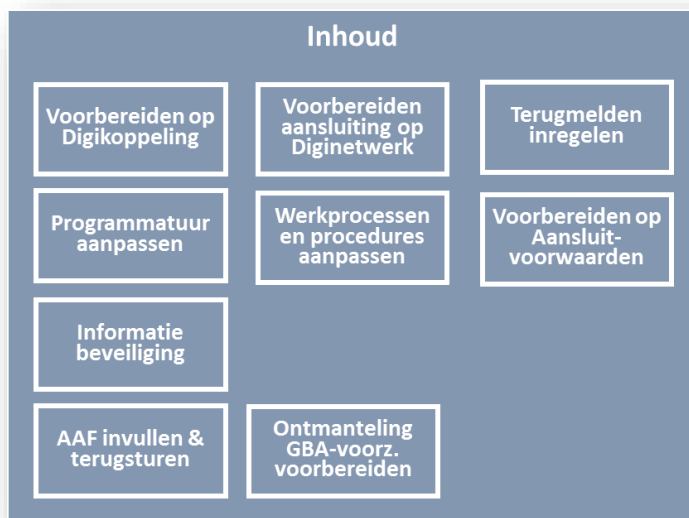 Inhoud
Voorbereiden op
Digikoppeling
Voorbereiden
aansluiting op
Diginetwerk
Terugmelden
inregelen
Programmatuur
aanpassen
Werkprocessen
en procedures
aanpassen
Voorbereiden op
Aansluit-
voorwaarden
Informatie
beveiliging
AAF invullen &
terugsturen
Ontmanteling
GBA-voorz.
voorbereiden